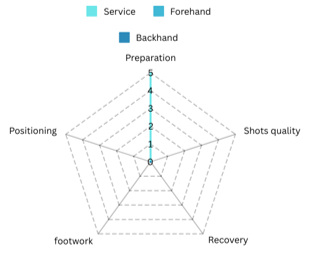 Service Forehand
Backhand
Preparation
5
4
3
2
1
0
Positioning Shots quality
footwork Recovery